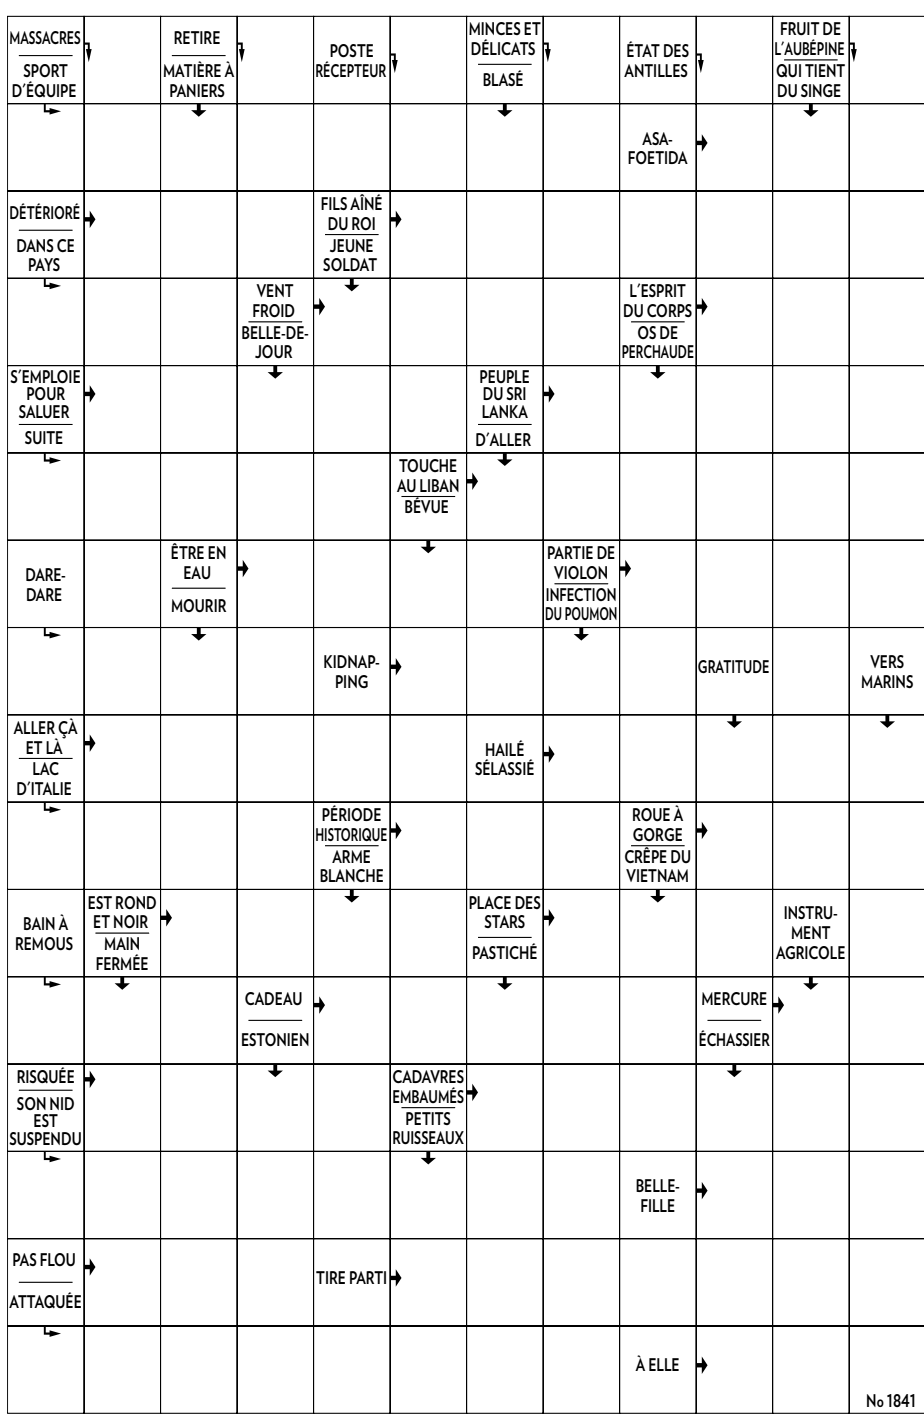 MASSACRES
SPORT
D'ÉQUIPE
RETIRE
MATIÈRE À
PANIERS
POSTE
RÉCEPTEUR
MINCES ET
DÉLICATS
BLASÉ
ÉTAT DES
ANTILLES
FRUIT DE
L'AUBÉPINE
QUI TIENT
DU SINGE
ASA-
FOETIDA
DÉTÉRIORÉ
DANS CE
PAYS
FILS AÎNÉ
DU ROI
JEUNE
SOLDAT
VENT
FROID
BELLE-DE-
JOUR
L'ESPRIT
DU CORPS
OS DE
PERCHAUDE
S'EMPLOIE
POUR
SALUER
SUITE
PEUPLE
DU SRI
LANKA
D'ALLER
TOUCHE
AU LIBAN
BÉVUE
DARE-
DARE
ÊTRE EN
EAU
MOURIR
PARTIE DE
VIOLON
INFECTION
DU POUMON
KIDNAP-
PING
GRATITUDE
VERS
MARINS
ALLER ÇÀ
ET LÀ
LAC
D'ITALIE
HAILÉ
SÉLASSIÉ
PÉRIODE
HISTORIQUE
ARME
BLANCHE
ROUE À
GORGE
CRÊPE DU
VIETNAM
BAIN À
REMOUS
EST ROND
ET NOIR
MAIN
FERMÉE
PLACE DES
STARS
PASTICHÉ
INSTRU-
MENT
AGRICOLE
CADEAU
ESTONIEN
MERCURE
ÉCHASSIER
RISQUÉE
SON NID
EST
SUSPENDU
CADAVRES
EMBAUMÉS
PETITS
RUISSEAUX
BELLE-
FILLE
PAS FLOU
ATTAQUÉE
TIRE PARTI
À ELLE
No 1841